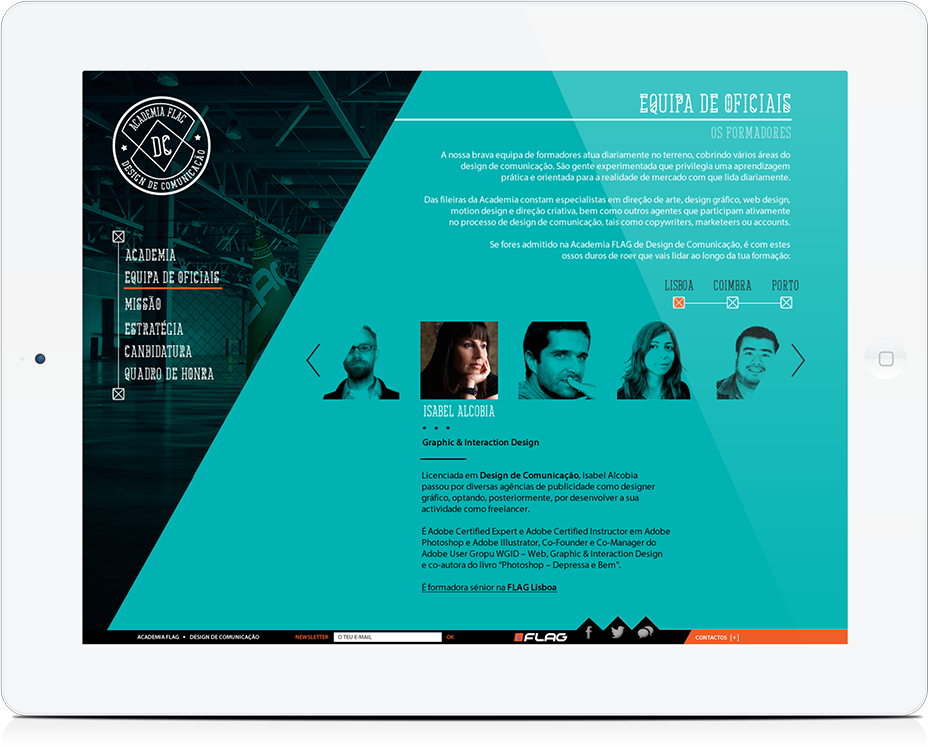 ACADEMIA FLAG
DC
DESIGN DE COMUNICAÇÃO
ACADEMIA
EQUIPA DE OFICIAIS
MISSÃO
ESTRATÉGIA
CANDIDATURA
QUADRO DE HONRA
EQUIPA DE OFICIAIS
OS FORMADORES
A nossa brava equipa de formadores atua diariamente no terreno, cobrindo vários áreas do
design de comunicação. São gente experimentada que privilegia uma aprendizagem
prática e orientada para a realidade de mercado com que lida diariamente.
Das fileiras da Academia constam especialistas em direção de arte, design gráfico, web design,
motion design e direção criativa, bem como outros agentes que participam ativamente
no processo de design de comunicação, tais como copywriters, marketeers ou accounts.
Se fores admitido na Academia FLAG de Design de Comunicação, é com estes
ossos duros de roer que vais lidar ao longo da tua formação:
LISBOA COIMBRA PORTO
ISABEL ALCOBIA
Graphic & Interaction Design
Licenciada em Design de Comunicação, Isabel Alcobia
passou por diversas agências de publicidade como designer
gráfico, optando, posteriormente, por desenvolver a sua
actividade como freelancer.
É Adobe Certified Expert e Adobe Certified Instructor em Adobe
Photoshop e Adobe Illustrator, Co-Founder e Co-Manager do
Adobe User Gropu WGID – Web, Graphic & Interaction Design
e co-autora do livro “Photoshop – Depressa e Bem”.
É formadora sénior na FLAG Lisboa
ACADEMIA FLAG • DESIGN DE COMUNICAÇÃO NEWSLETTER O TEU E-MAIL OK FLAG CONTACTOS [+]